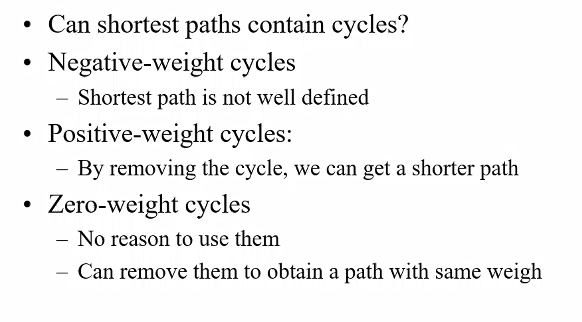 • Can shortest paths contain cycles?
• Negative-weight cycles
– Shortest path is not well defined
• Positive-weight cycles:
– By removing the cycle, we can get a shorter path
• Zero-weight cycles
– No reason to use them
– Can remove them to obtain a path with same weigh